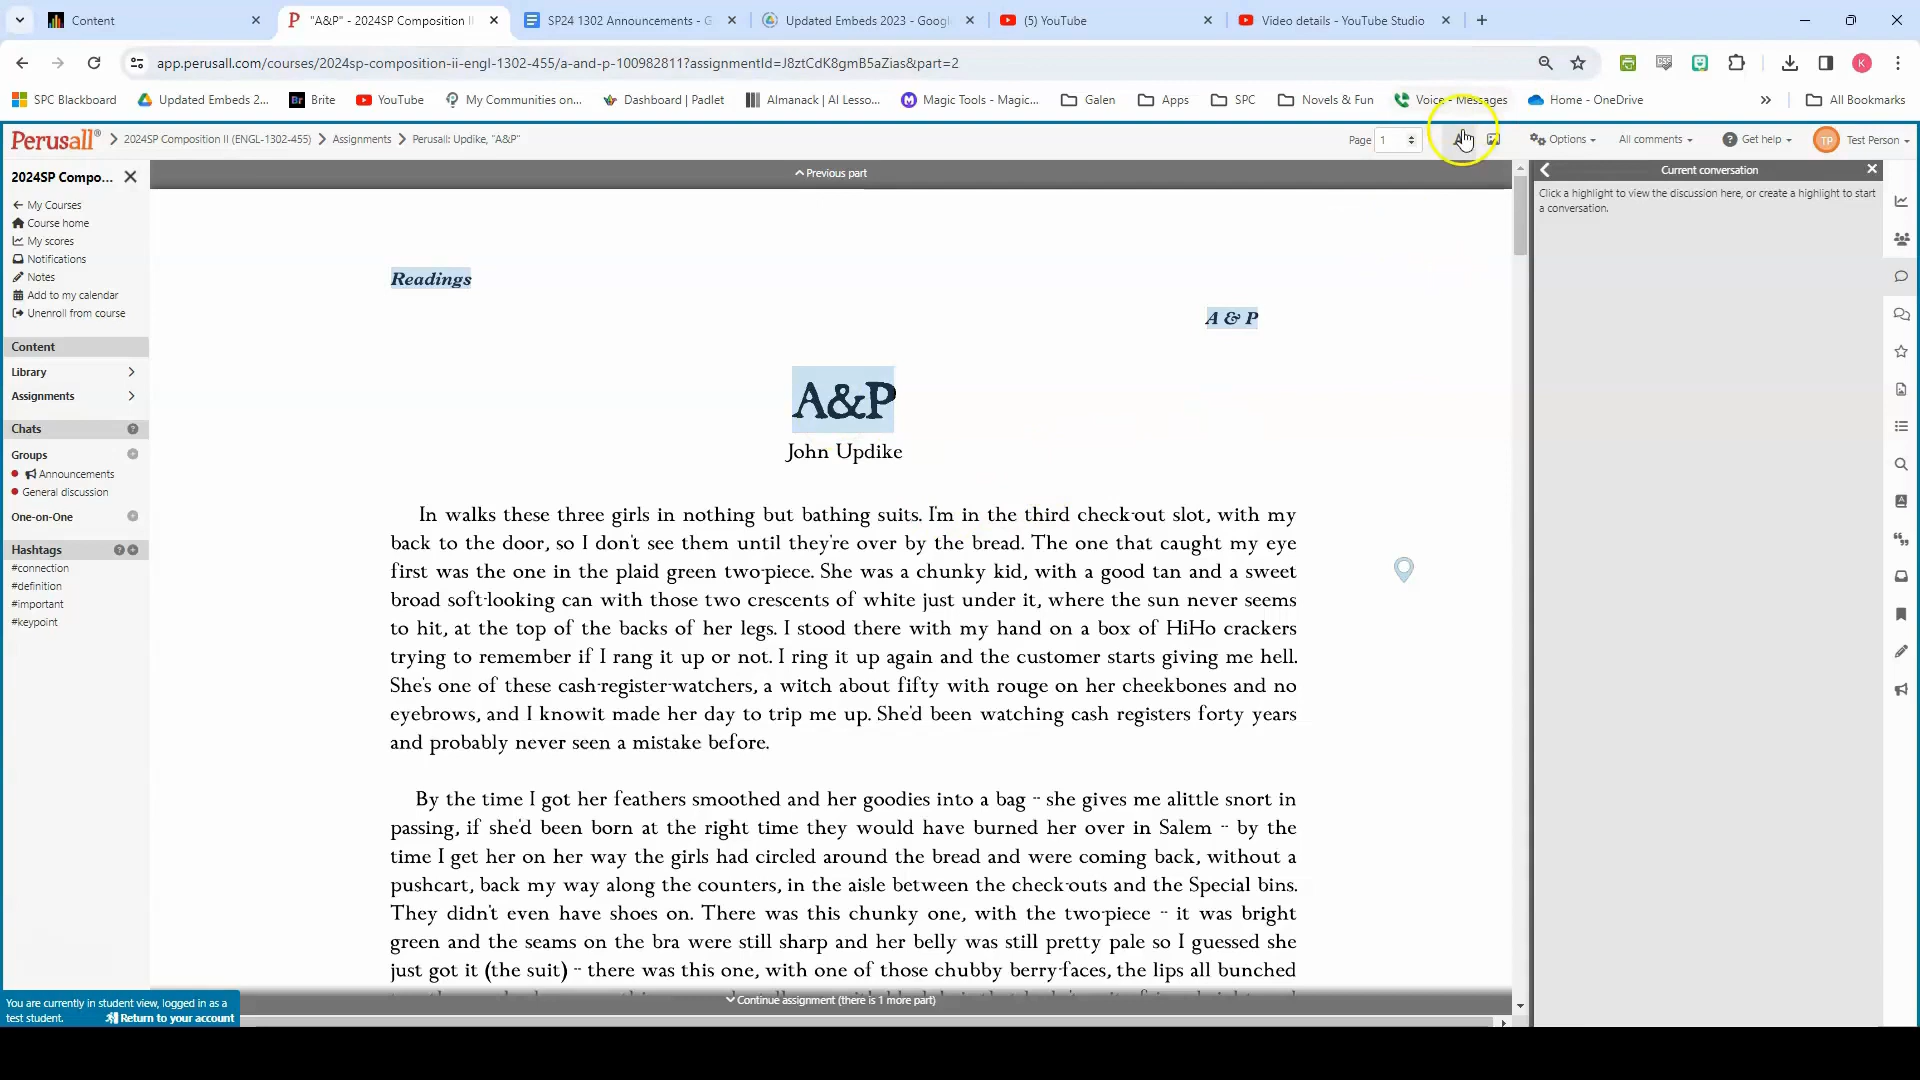 Content
"A&P" - 2024SP Composition II
SP24 1302 Announcements - G
Updated Embeds 2023 - Googl
(5) YouTube
Video details - YouTube Studio
app.perusall.com/courses/2024sp-composition-ii-engl-1302-455/a-and-p-100982811?assignmentId=J8ztCdK8gmB5aZias&part=2
K
SPC Blackboard
Updated Embeds 2...
Brite
YouTube
My Communities on...
Dashboard | Padlet
Almanack | AI Lesso...
Magic Tools - Magic...
Galen
Apps
SPC
Novels & Fun
Voice - Messages
Home - OneDrive
All Bookmarks
Perusall
2024SP Composition II (ENGL-1302-455)
Assignments
Perusall: Updike, "A&P"
Page 1
Options
All comments
Get help
TP
Test Person
2024SP Compo...
My Courses
Course home
My scores
Notifications
Notes
Add to my calendar
Unenroll from course
Content
Library
Assignments
Chats
Groups
Announcements
General discussion
One-on-One
Hashtags
#connection
#definition
#important
#keypoint
You are currently in student view, logged in as a
test student. Return to your account
Previous part
Readings
A & P
A&P
John Updike
In walks these three girls in nothing but bathing suits. I'm in the third check-out slot, with my
back to the door, so I don't see them until they're over by the bread. The one that caught my eye
first was the one in the plaid green two-piece. She was a chunky kid, with a good tan and a sweet
broad soft-looking can with those two crescents of white just under it, where the sun never seems
to hit, at the top of the backs of her legs. I stood there with my hand on a box of HiHo crackers
trying to remember if I rang it up or not. I ring it up again and the customer starts giving me hell.
She's one of these cash-register-watchers, a witch about fifty with rouge on her cheekbones and no
eyebrows, and I knowit made her day to trip me up. She'd been watching cash registers forty years
and probably never seen a mistake before.
By the time I got her feathers smoothed and her goodies into a bag -- she gives me alittle snort in
passing, if she'd been born at the right time they would have burned her over in Salem -- by the
time I get her on her way the girls had circled around the bread and were coming back, without a
pushcart, back my way along the counters, in the aisle between the check-outs and the Special bins.
They didn't even have shoes on. There was this chunky one, with the two-piece -- it was bright
green and the seams on the bra were still sharp and her belly was still pretty pale so I guessed she
just got it (the suit) -- there was this one, with one of those chubby berry-faces, the lips all bunched
Continue assignment (there is 1 more part)
Current conversation
Click a highlight to view the discussion here, or create a highlight to start
a conversation.